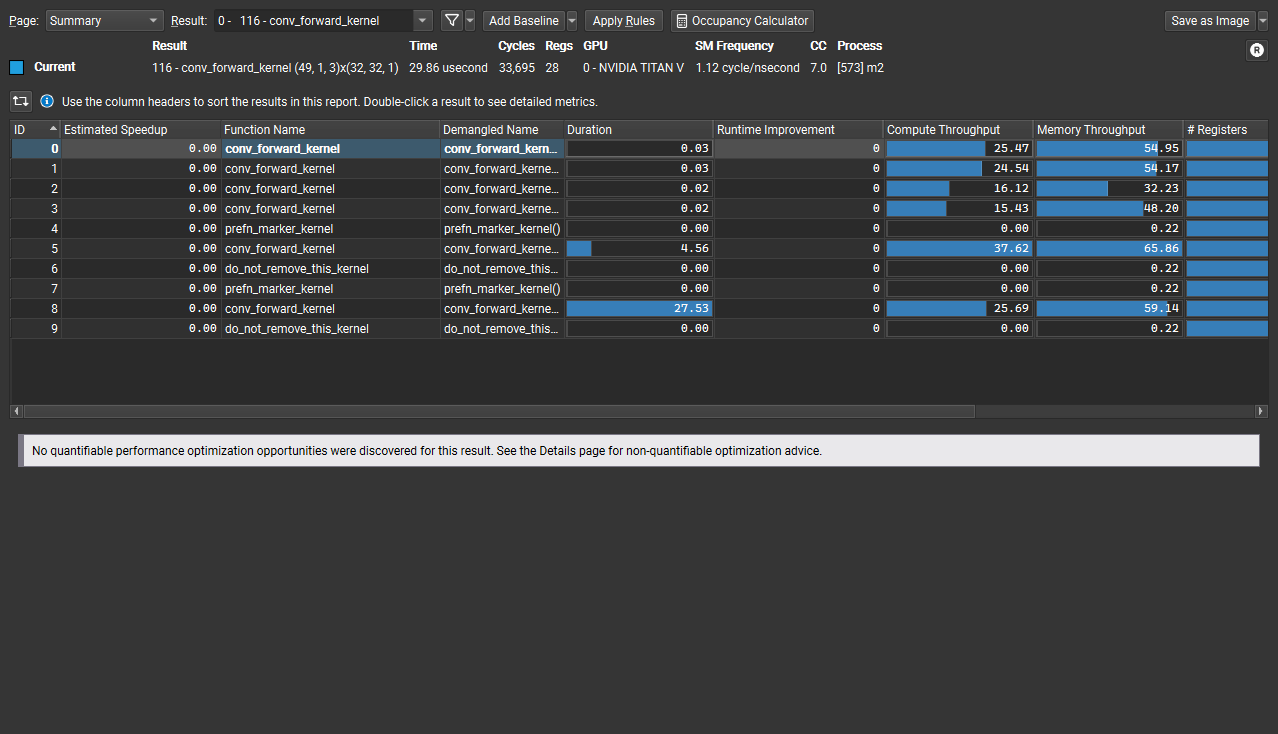 Page: Summary Result: 0 - 116 - conv_forward_kernel Add Baseline Apply Rules Occupancy Calculator Save as Image
Result Time Cycles Regs GPU SM Frequency CC Process
Current 116 - conv_forward_kernel (49, 1, 3)x(32, 32, 1) 29.86 usecond 33,695 28 0 - NVIDIA TITAN V 1.12 cycle/nsecond 7.0 [573] m2
R
Use the column headers to sort the results in this report. Double-click a result to see detailed metrics.
ID Estimated Speedup Function Name Demangled Name Duration Runtime Improvement Compute Throughput Memory Throughput # Registers
0 0.00 conv_forward_kernel conv_forward_kern... 0.03 0 25.47 54.95
1 0.00 conv_forward_kernel conv_forward_kerne... 0.03 0 24.54 54.17
2 0.00 conv_forward_kernel conv_forward_kerne... 0.02 0 16.12 32.23
3 0.00 conv_forward_kernel conv_forward_kerne... 0.02 0 15.43 48.20
4 0.00 prefn_marker_kernel prefn_marker_kernel() 0.00 0 0.00 0.22
5 0.00 conv_forward_kernel conv_forward_kerne... 4.56 0 37.62 65.86
6 0.00 do_not_remove_this_kernel do_not_remove_this... 0.00 0 0.00 0.22
7 0.00 prefn_marker_kernel prefn_marker_kernel() 0.00 0 0.00 0.22
8 0.00 conv_forward_kernel conv_forward_kerne... 27.53 0 25.69 59.14
9 0.00 do_not_remove_this_kernel do_not_remove_this... 0.00 0 0.00 0.22
No quantifiable performance optimization opportunities were discovered for this result. See the Details page for non-quantifiable optimization advice.